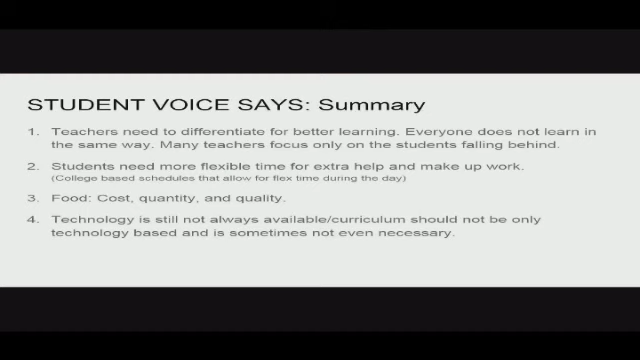 STUDENT VOICE SAYS: Summary
1. Teachers need to differentiate for better learning. Everyone does not learn in
the same way. Many teachers focus only on the students falling behind.
2. Students need more flexible time for extra help and make up work.
(College based schedules that allow for flex time during the day)
3. Food: Cost, quantity, and quality.
4. Technology is still not always available/curriculum should not be only
technology based and is sometimes not even necessary.